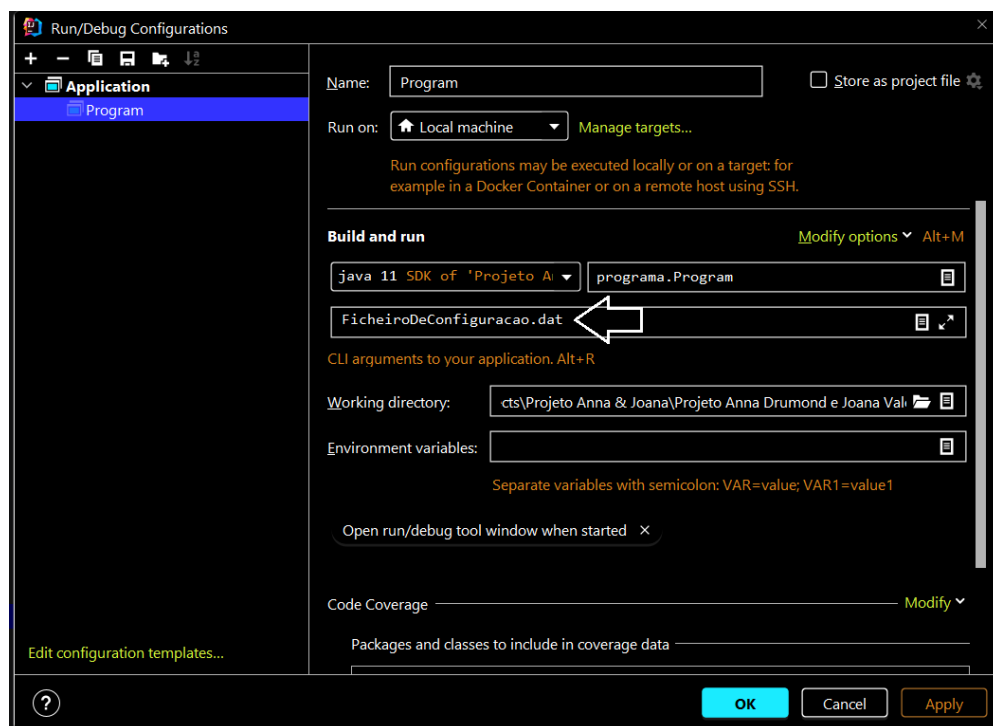 Run/Debug Configurations
Application
Program
Edit configuration templates...
Name: Program
Store as project file
Run on: Local machine Manage targets...
Run configurations may be executed locally or on a target: for
example in a Docker Container or on a remote host using SSH.
Build and run Modify options Alt+M
java 11 SDK of 'Projeto programa.Program
FicheiroDeConfiguracao.dat
CLI arguments to your application. Alt+R
Working directory: cts\Projeto Anna & Joana\Projeto Anna Drumond e Joana
Environment variables:
Separate variables with semicolon: VAR=value; VAR1=value1
Open run/debug tool window when started ×
Code Coverage Modify
Packages and classes to include in coverage data
?
OK Cancel Apply